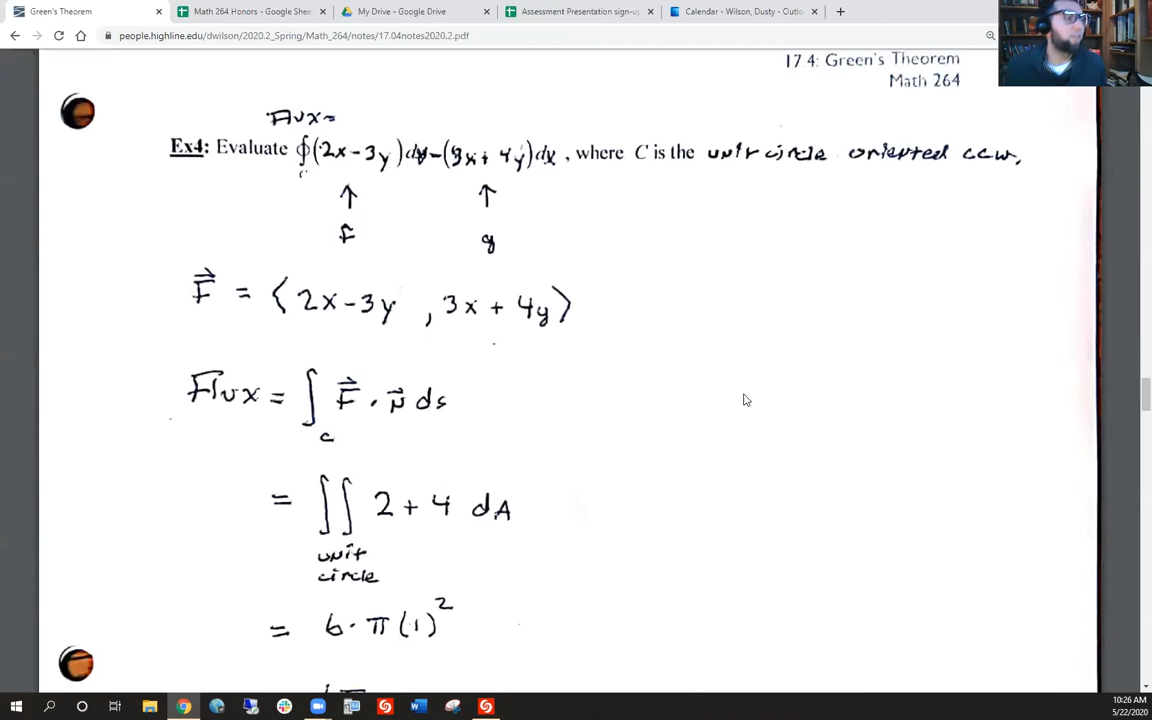 Green's Theorem
Math 264 Honors - Google Shee
My Drive - Google Drive
Assessment Presentation sign-up
Calendar - Wilson, Dusty - Outlo
people.highline.edu/dwilson/2020.2_Spring/Math_264/notes/17.04notes2020.2.pdf
17.4: Green's Theorem
Math 264
Flux=
Ex4: Evaluate ∮(2x-3y)dy-(3x+4y)dx, where C is the unit circle oriented ccw.
C
↑ ↑
f g
F⃗ = ⟨2x-3y, 3x+4y⟩
Flux = ∫ F⃗ · N⃗ ds
C
= ∬ 2+4 dA
unit
circle
= 6·π(1)²
10:26 AM
5/22/2020